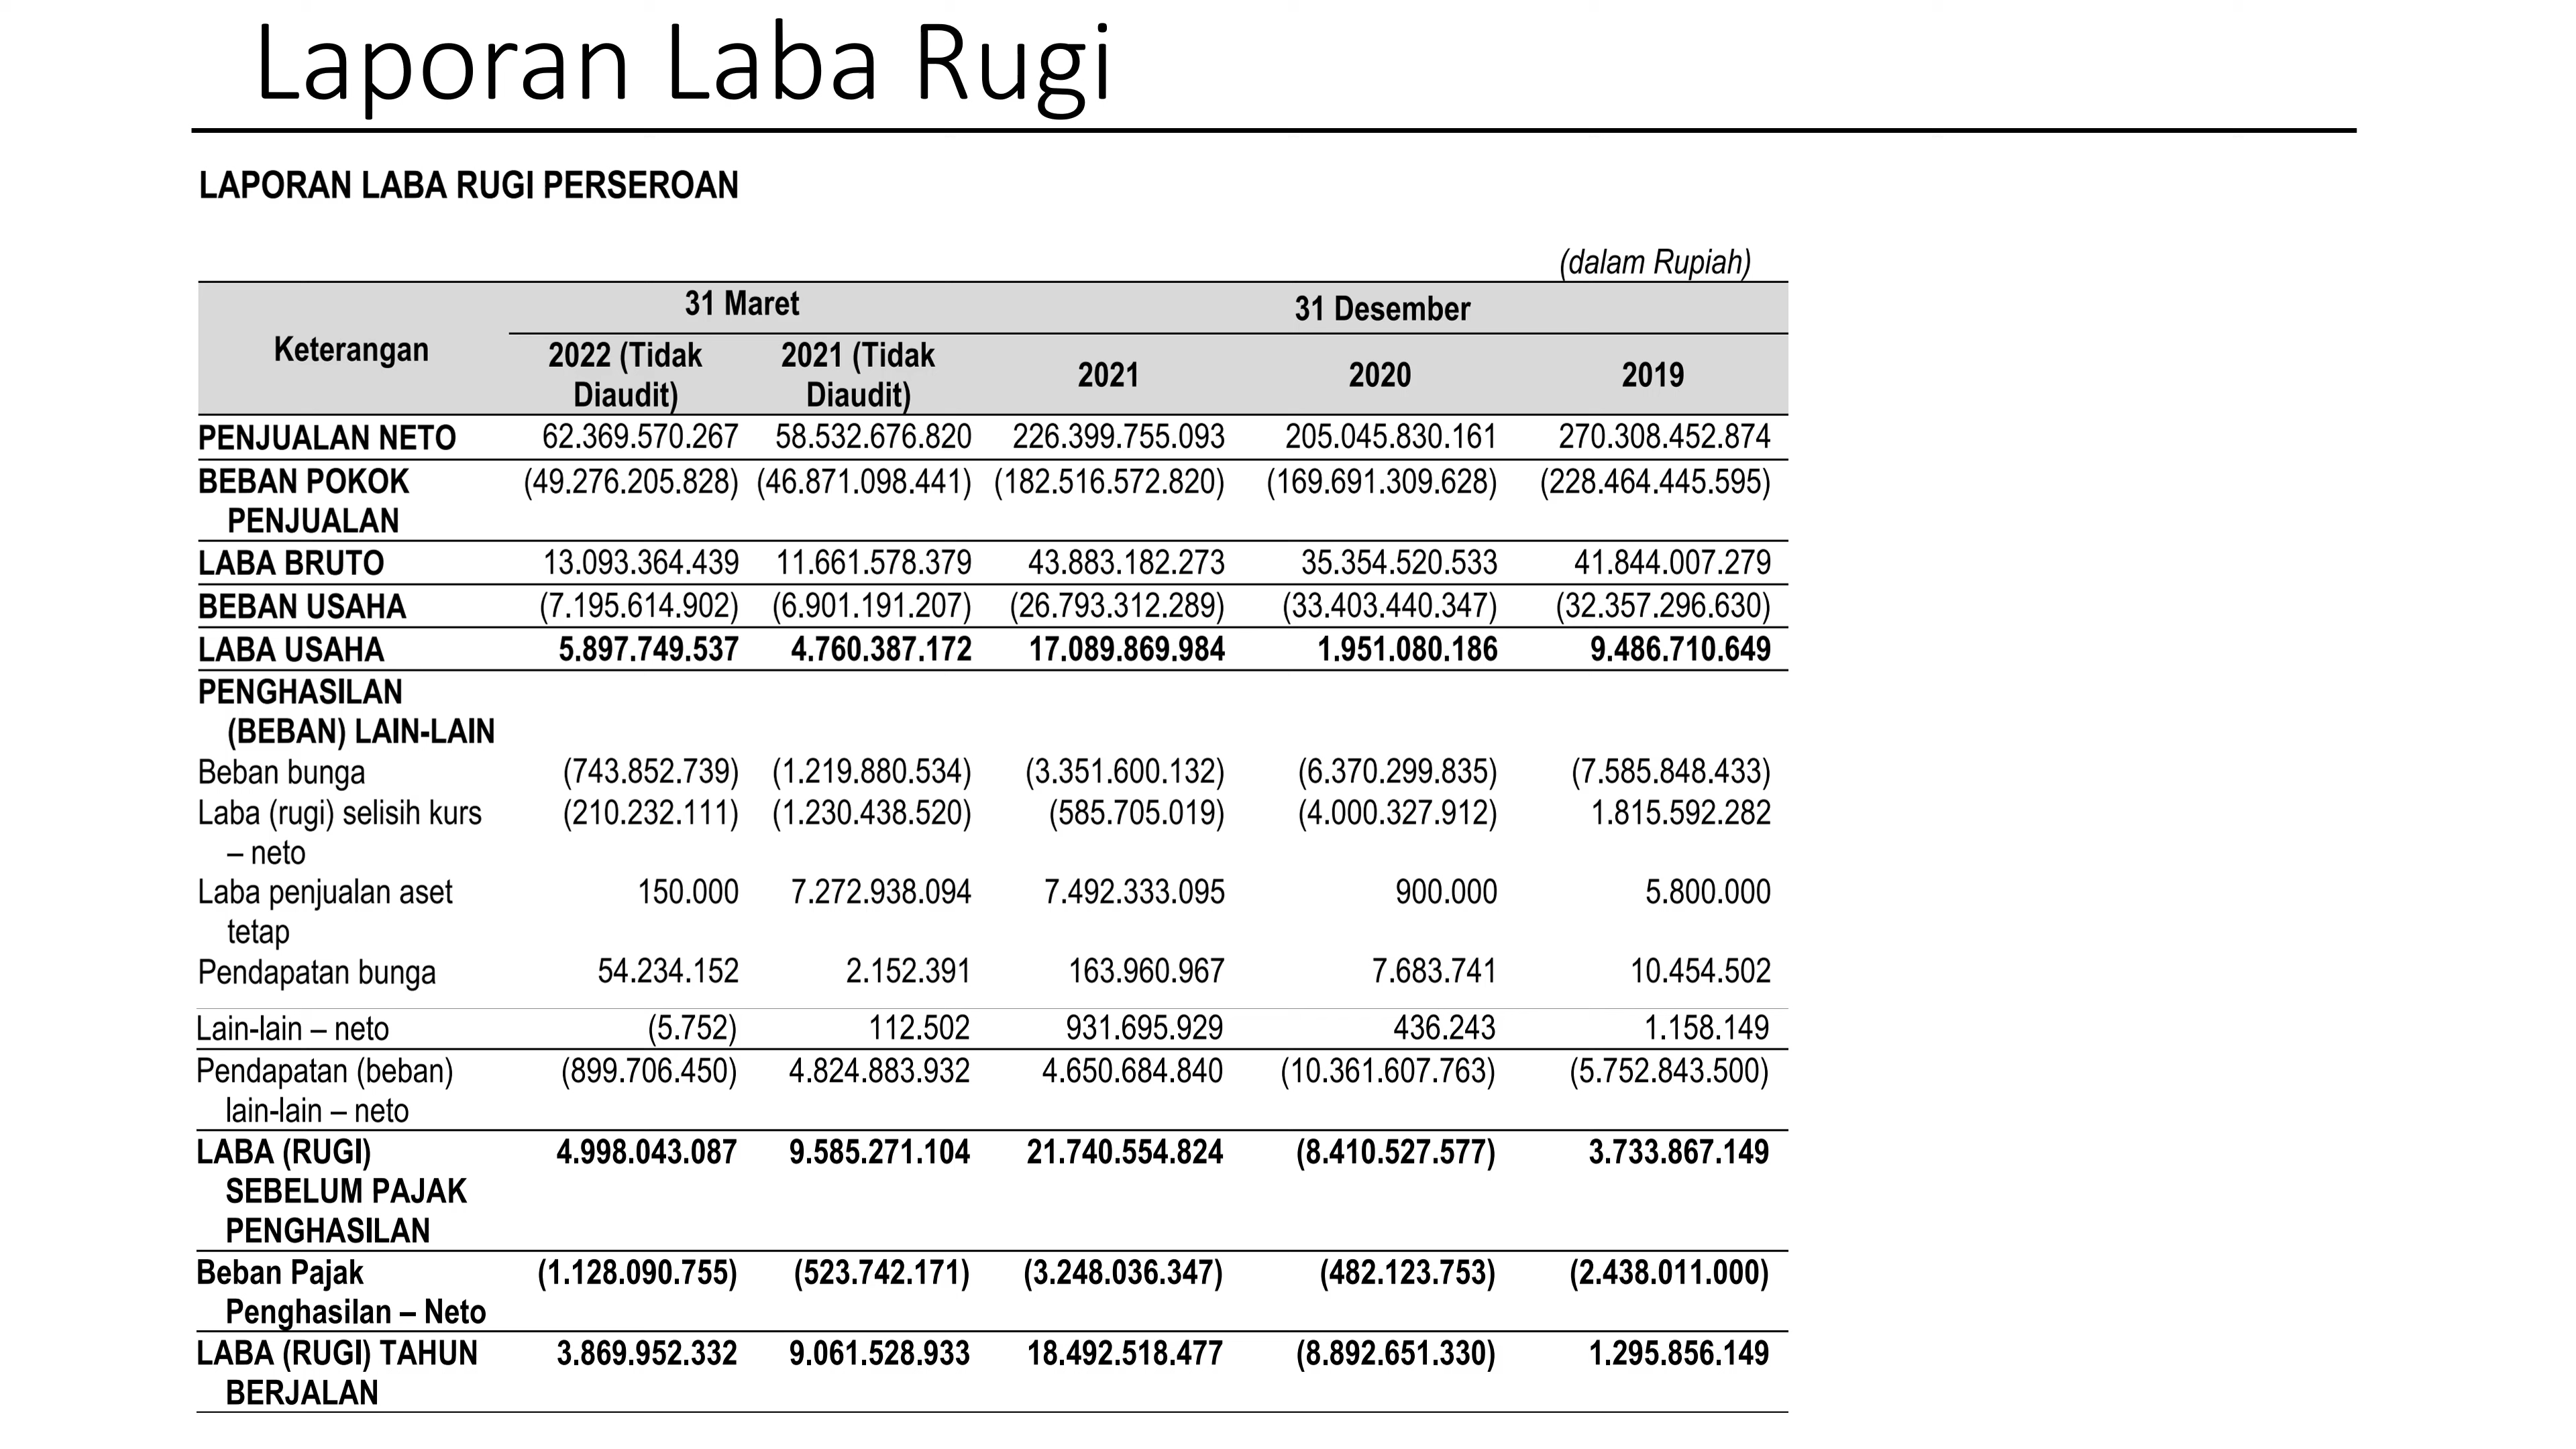 Laporan Laba Rugi
LAPORAN LABA RUGI PERSEROAN
(dalam Rupiah)
Keterangan 31 Maret 31 Desember
2022 (Tidak Diaudit) 2021 (Tidak Diaudit) 2021 2020 2019
PENJUALAN NETO 62.369.570.267 58.532.676.820 226.399.755.093 205.045.830.161 270.308.452.874
BEBAN POKOK (49.276.205.828) (46.871.098.441) (182.516.572.820) (169.691.309.628) (228.464.445.595)
PENJUALAN
LABA BRUTO 13.093.364.439 11.661.578.379 43.883.182.273 35.354.520.533 41.844.007.279
BEBAN USAHA (7.195.614.902) (6.901.191.207) (26.793.312.289) (33.403.440.347) (32.357.296.630)
LABA USAHA 5.897.749.537 4.760.387.172 17.089.869.984 1.951.080.186 9.486.710.649
PENGHASILAN
(BEBAN) LAIN-LAIN
Beban bunga (743.852.739) (1.219.880.534) (3.351.600.132) (6.370.299.835) (7.585.848.433)
Laba (rugi) selisih kurs (210.232.111) (1.230.438.520) (585.705.019) (4.000.327.912) 1.815.592.282
– neto
Laba penjualan aset 150.000 7.272.938.094 7.492.333.095 900.000 5.800.000
tetap
Pendapatan bunga 54.234.152 2.152.391 163.960.967 7.683.741 10.454.502
Lain-lain – neto (5.752) 112.502 931.695.929 436.243 1.158.149
Pendapatan (beban) (899.706.450) 4.824.883.932 4.650.684.840 (10.361.607.763) (5.752.843.500)
lain-lain – neto
LABA (RUGI) 4.998.043.087 9.585.271.104 21.740.554.824 (8.410.527.577) 3.733.867.149
SEBELUM PAJAK
PENGHASILAN
Beban Pajak (1.128.090.755) (523.742.171) (3.248.036.347) (482.123.753) (2.438.011.000)
Penghasilan – Neto
LABA (RUGI) TAHUN 3.869.952.332 9.061.528.933 18.492.518.477 (8.892.651.330) 1.295.856.149
BERJALAN